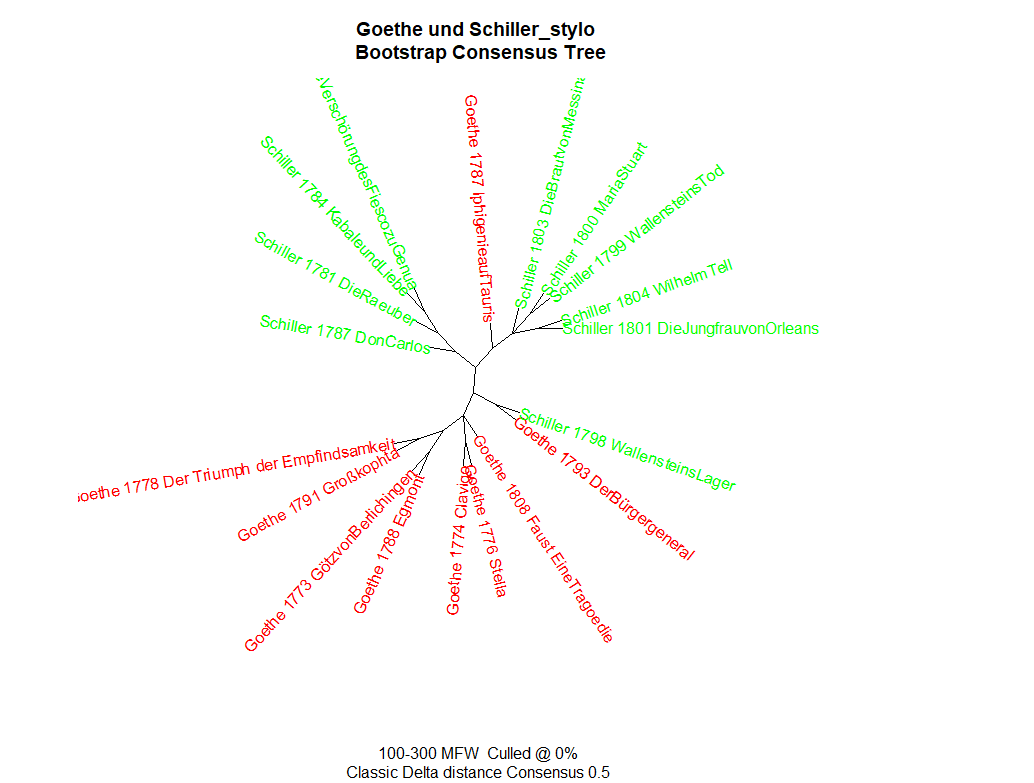 Goethe und Schiller_stylo
Bootstrap Consensus Tree
eVerschörungdesFiescozuGenua
Schiller 1784 KabaleundLiebe
Schiller 1781 DieRaeuber
Schiller 1787 DonCarlos
Goethe 1787 IphigenieaufTauris
Schiller 1803 DieBrautvonMessina
Schiller 1800 MariaStuart
Schiller 1799 WallensteinsTod
Schiller 1804 WilhelmTell
Schiller 1801 DieJungfrauvonOrleans
Schiller 1798 WallensteinsLager
Goethe 1793 DerBürgergeneral
Goethe 1808 Faust EineTragoedie
Goethe 1776 Stella
Goethe 1774 Clavigo
Goethe 1788 Egmont
Goethe 1773 GötzvonBerlichingen
Goethe 1791 Großkophta
Goethe 1778 Der Triumph der Empfindsamkeit
100-300 MFW Culled @ 0%
Classic Delta distance Consensus 0.5